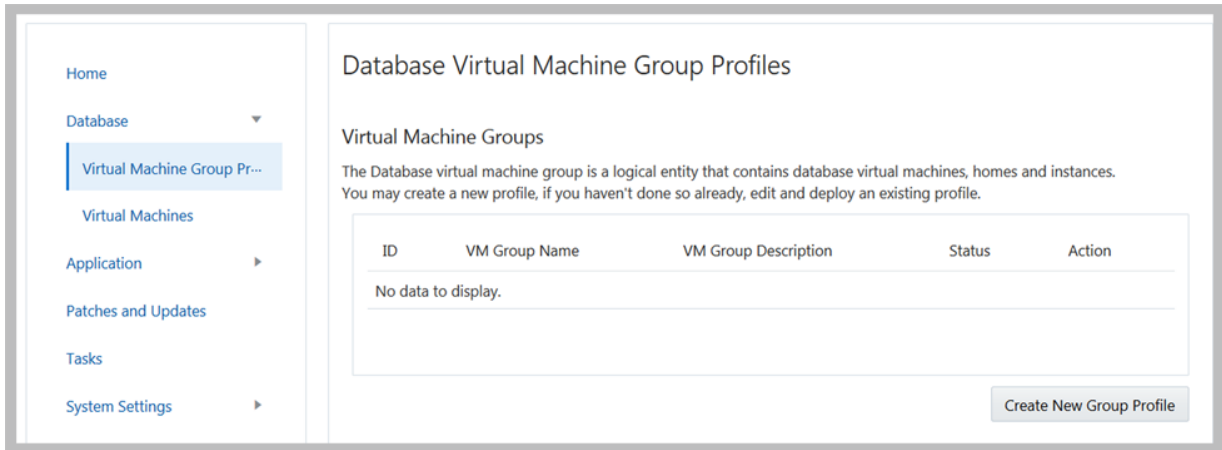 Home
Database
Virtual Machine Group Pr...
Virtual Machines
Application
Patches and Updates
Tasks
System Settings
Database Virtual Machine Group Profiles
Virtual Machine Groups
The Database virtual machine group is a logical entity that contains database virtual machines, homes and instances.
You may create a new profile, if you haven't done so already, edit and deploy an existing profile.
ID VM Group Name VM Group Description Status Action
No data to display.
Create New Group Profile